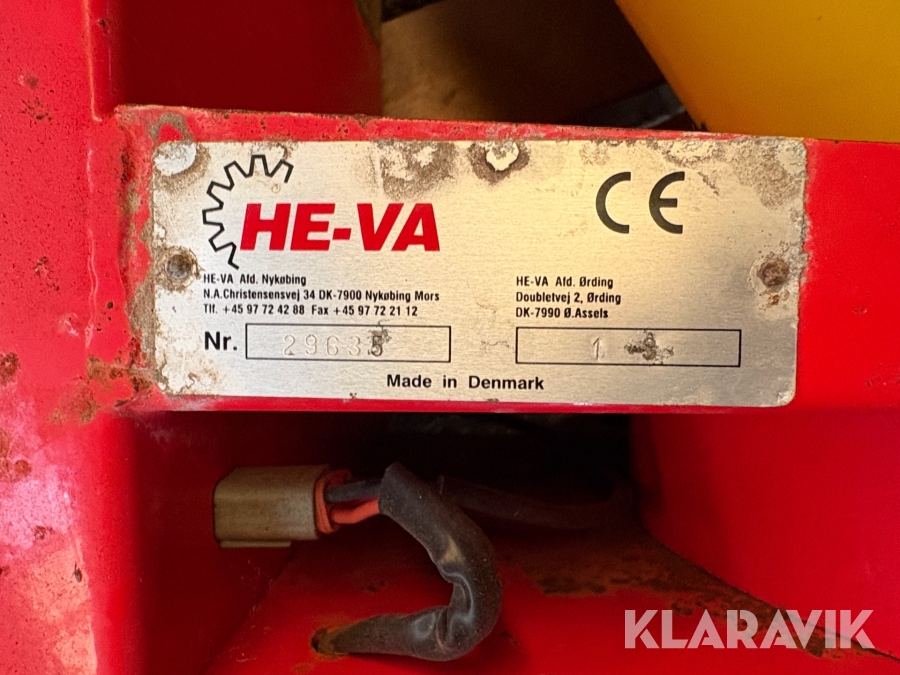 HE-VA
CE
HE-VA Afd. Nykøbing
N.A.Christensensvej 34 DK-7900 Nykøbing Mors
Tlf. +45 97 72 42 88 Fax +45 97 72 21 12
HE-VA Afd. Ørding
Doubletvej 2, Ørding
DK-7990 Ø.Assels
Nr. 29635
Made in Denmark
KLARAVIK